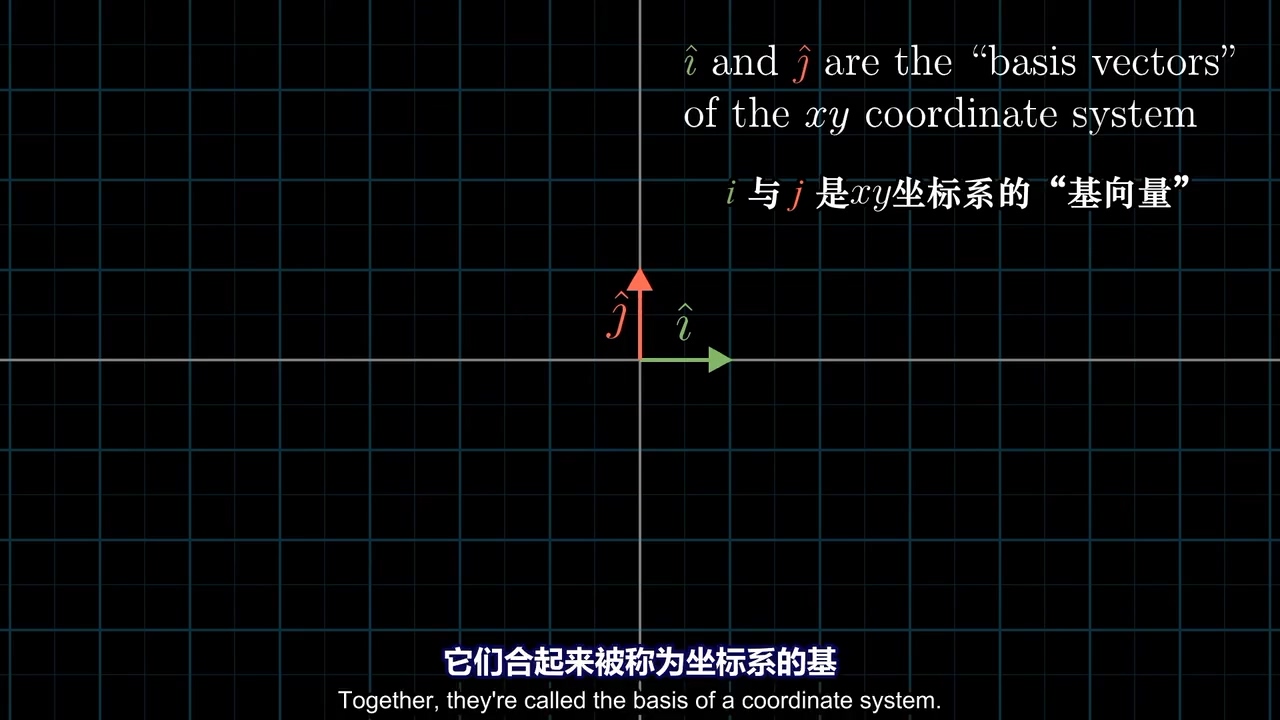 î and ĵ are the “basis vectors”
of the xy coordinate system
i 与 j 是xy坐标系的“基向量”
ĵ
î
它们合起来被称为坐标系的基
Together, they're called the basis of a coordinate system.